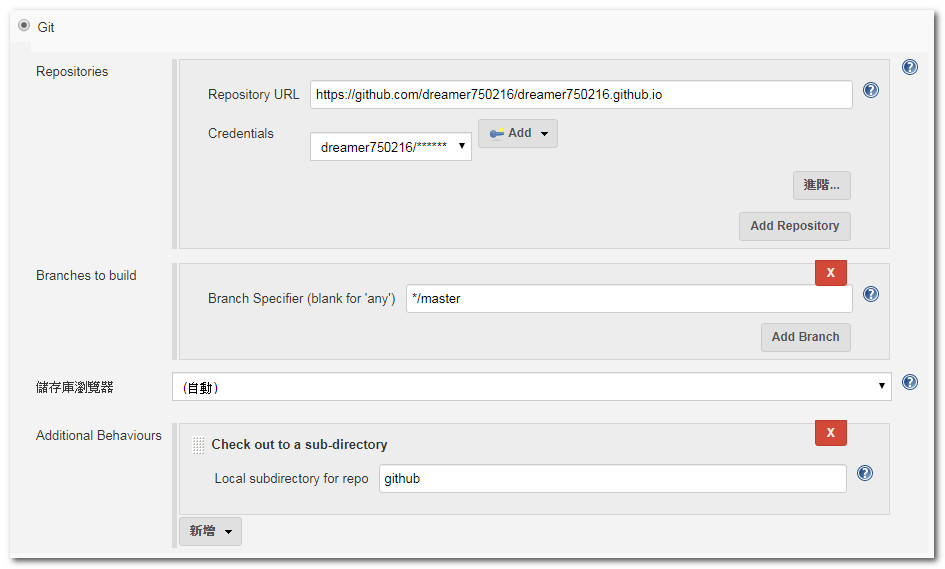 Git
Repositories
Repository URL https://github.com/dreamer750216/dreamer750216.github.io
Credentials
dreamer750216/****** Add
進階...
Add Repository
Branches to build
X
Branch Specifier (blank for 'any') */master
Add Branch
儲存庫瀏覽器 (自動)
Additional Behaviours
X
Check out to a sub-directory
Local subdirectory for repo github
新增